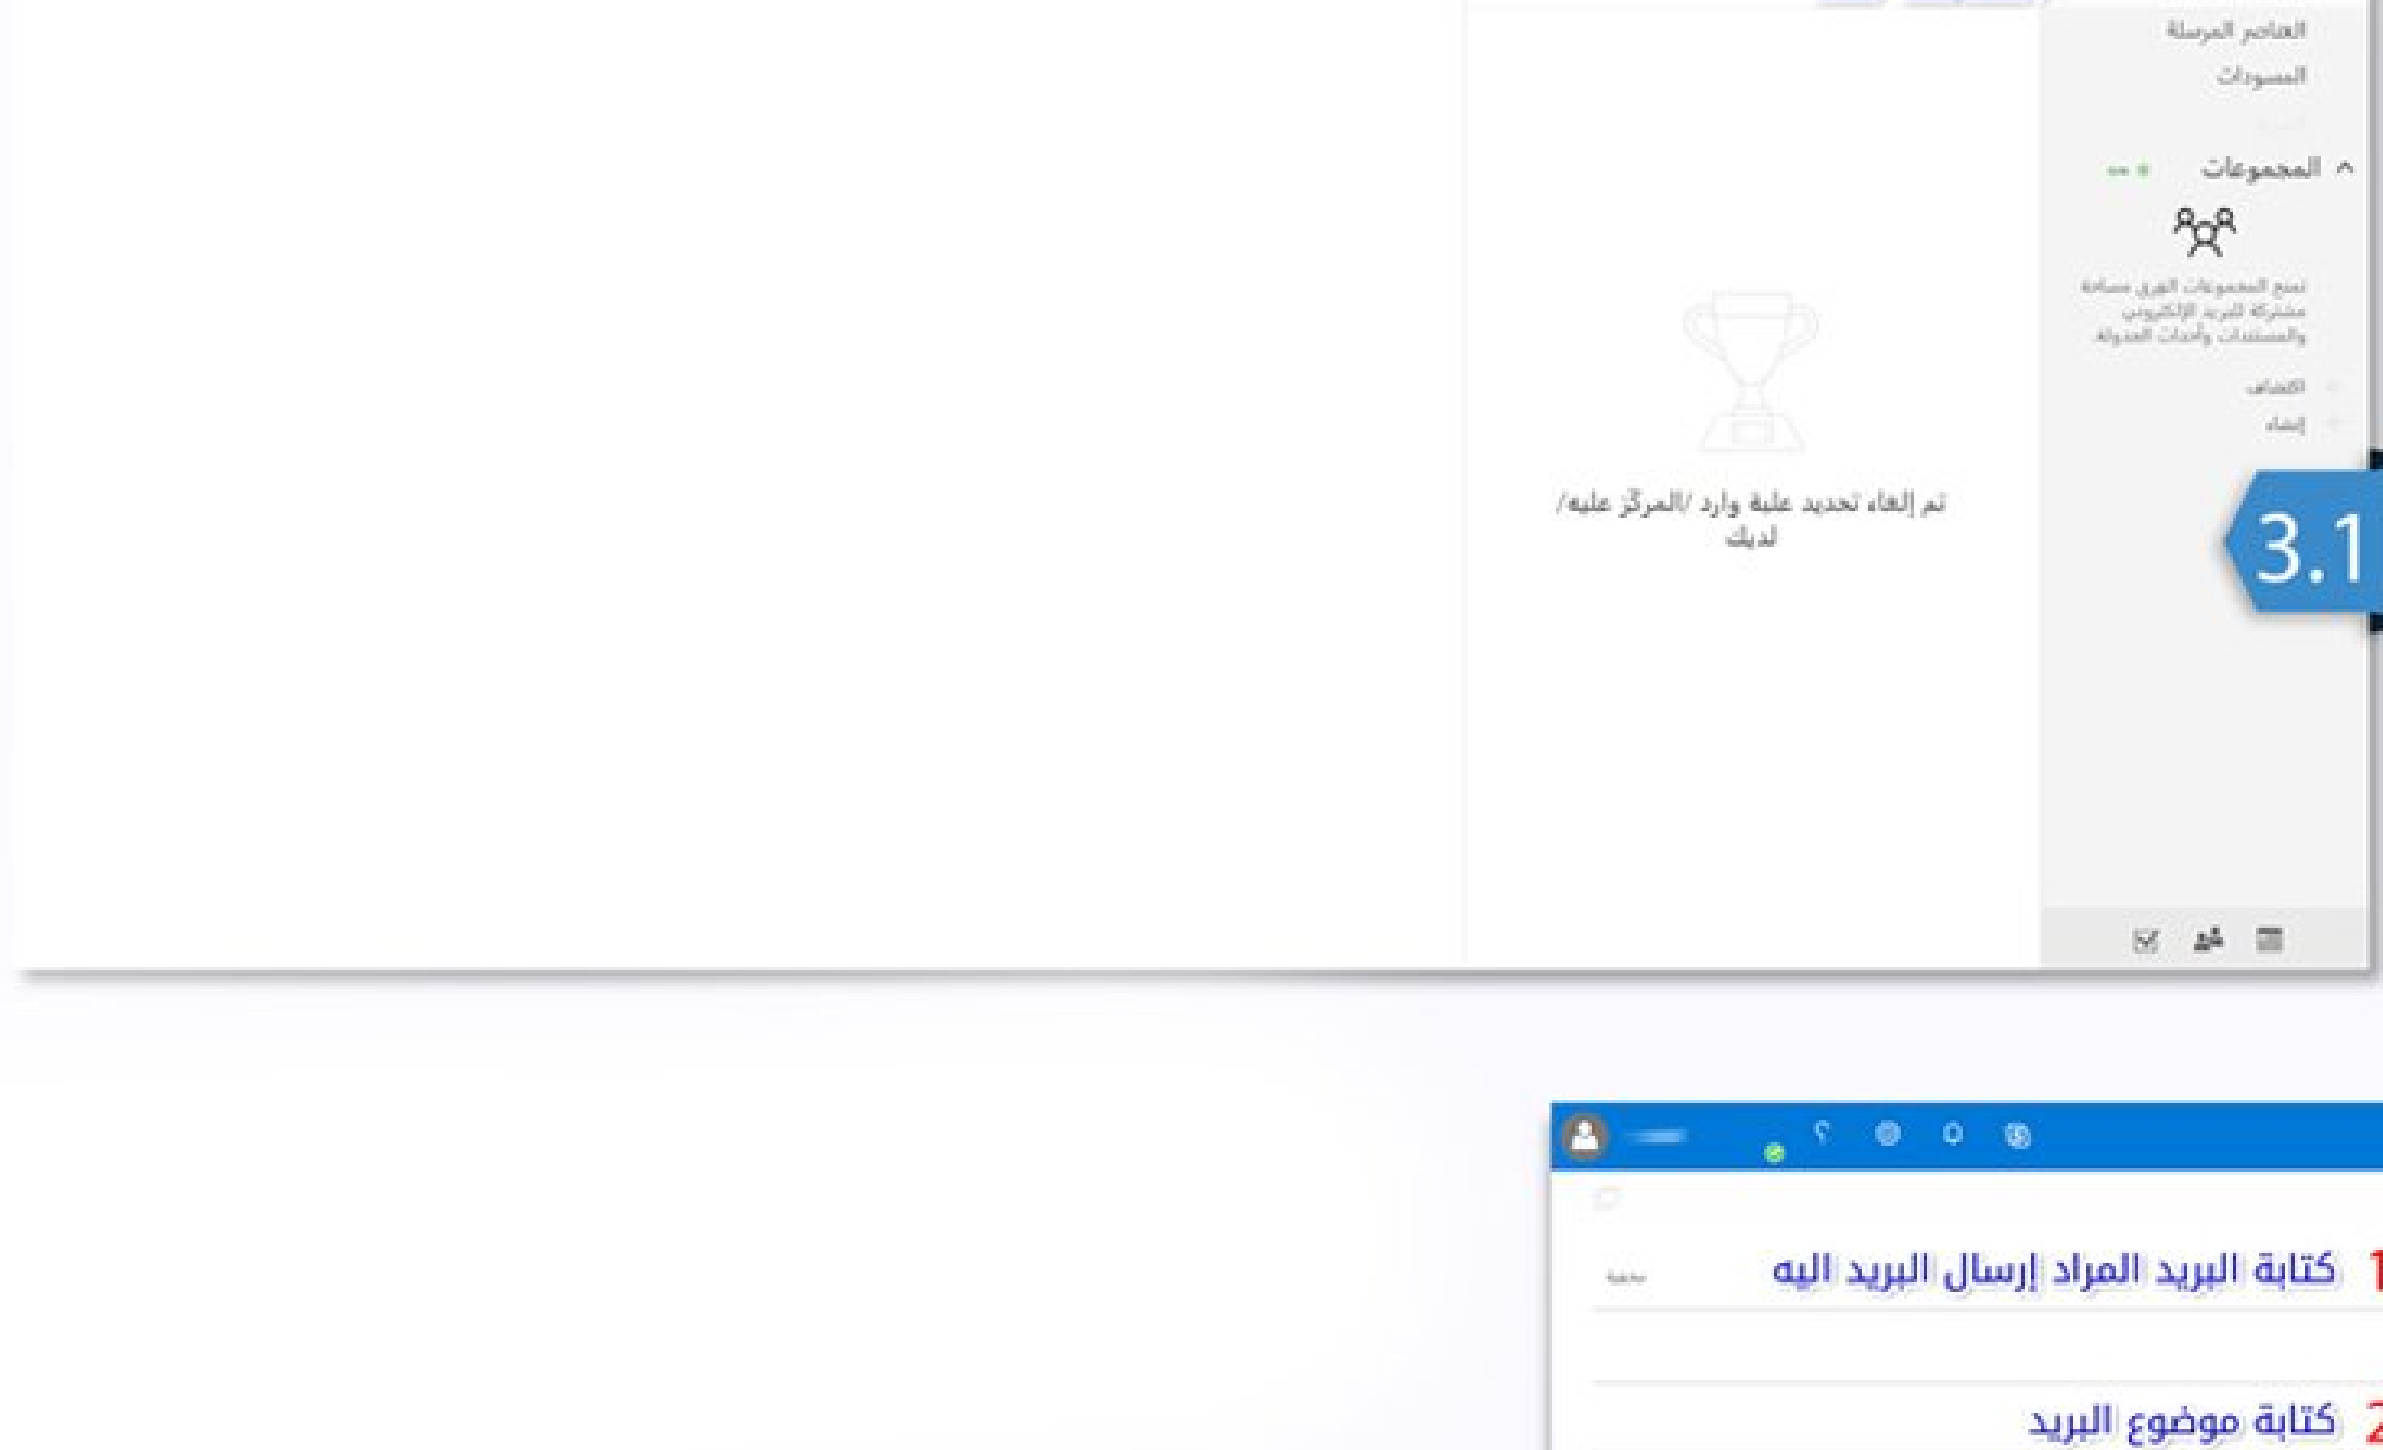 العناصر المرسلة
المسودات
المجموعات
تمنح المجموعات الفرق مساحة
مشتركة للبريد الإلكتروني
والمستندات وأحداث الجدولة.
اكتشاف
إنشاء
تم إلغاء تحديد علبة وارد /المركّز عليه/
لديك
3.1
1 كتابة البريد المراد إرسال البريد اليه
2 كتابة موضوع البريد